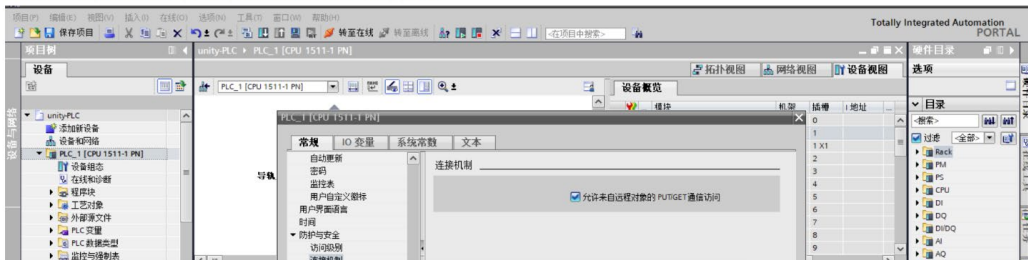 项目(P) 编辑(E) 视图(V) 插入(I) 在线(O) 选项(N) 工具(T) 窗口(W) 帮助(H)
Totally Integrated Automation
PORTAL
保存项目 转至在线 转至离线 <在项目中搜索>
项目树
unity-PLC PLC_1 [CPU 1511-1 PN]
硬件目录
设备
拓扑视图 网络视图 设备视图
选项
PLC_1 [CPU 1511-1 PN]
设备概览
模块 机架 插槽 I 地址
设备与网络
unity-PLC
添加新设备
设备和网络
PLC_1 [CPU 1511-1 PN]
设备组态
在线和诊断
程序块
工艺对象
外部源文件
PLC 变量
PLC 数据类型
监控与强制表
导轨
PLC_1 [CPU 1511-1 PN]
常规 IO 变量 系统常数 文本
自动更新
密码
监控表
用户自定义图标
用户界面语言
时间
防护与安全
访问级别
连接机制
连接机制
允许来自远程对象的 PUT/GET 通信访问
0
1
1 X1
2
3
4
5
6
7
8
9
目录
<搜索>
过滤 <全部>
Rack
PM
PS
CPU
DI
DQ
DI/DQ
AI
AQ